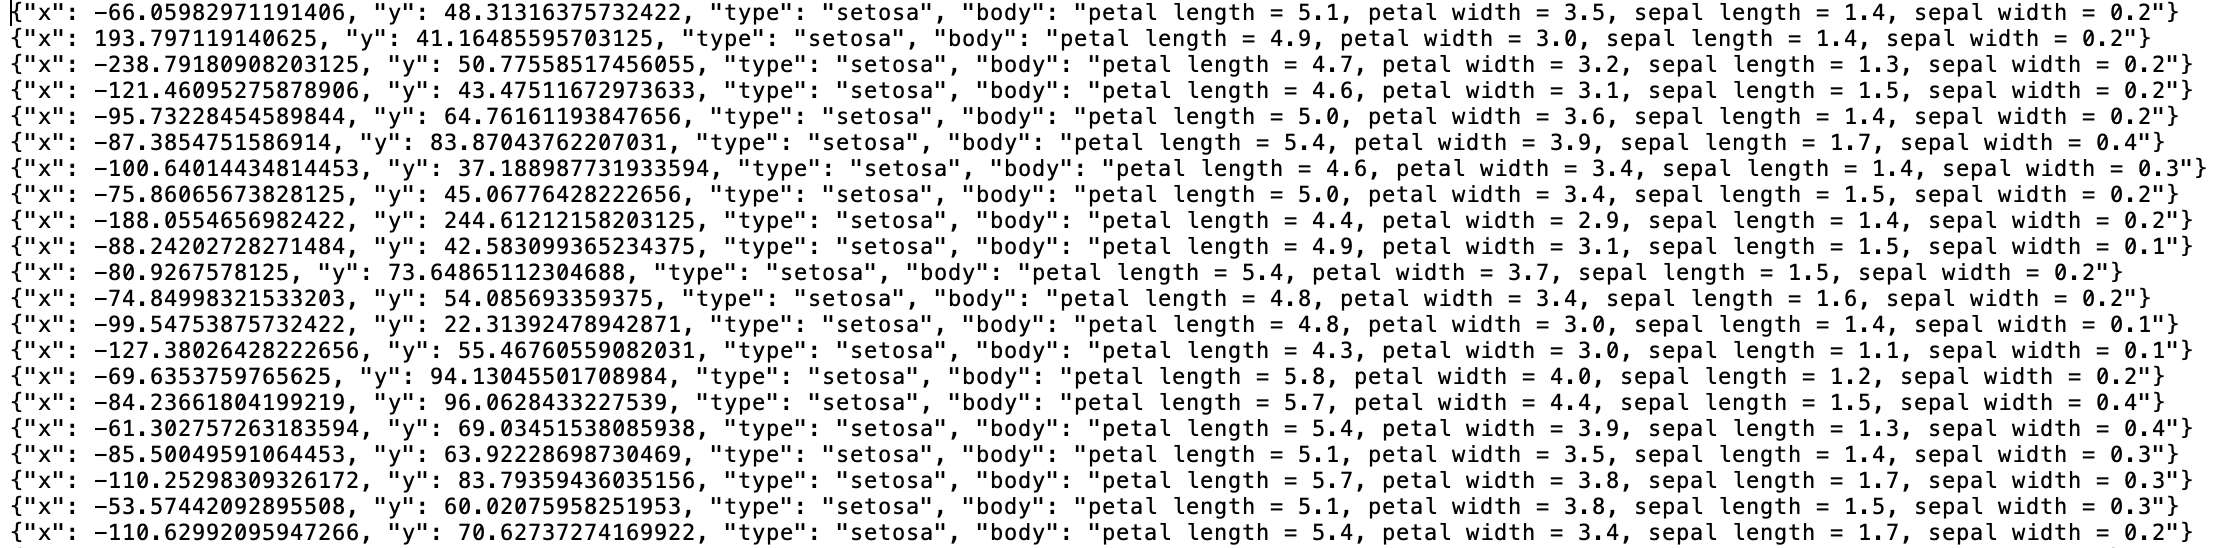 {"x": -66.05982971191406, "y": 48.31316375732422, "type": "setosa", "body": "petal length = 5.1, petal width = 3.5, sepal length = 1.4, sepal width = 0.2"}
{"x": 193.797119140625, "y": 41.16485595703125, "type": "setosa", "body": "petal length = 4.9, petal width = 3.0, sepal length = 1.4, sepal width = 0.2"}
{"x": -238.79180908203125, "y": 50.77558517456055, "type": "setosa", "body": "petal length = 4.7, petal width = 3.2, sepal length = 1.3, sepal width = 0.2"}
{"x": -121.46095275878906, "y": 43.47511672973633, "type": "setosa", "body": "petal length = 4.6, petal width = 3.1, sepal length = 1.5, sepal width = 0.2"}
{"x": -95.73228454589844, "y": 64.76161193847656, "type": "setosa", "body": "petal length = 5.0, petal width = 3.6, sepal length = 1.4, sepal width = 0.2"}
{"x": -87.3854751586914, "y": 83.87043762207031, "type": "setosa", "body": "petal length = 5.4, petal width = 3.9, sepal length = 1.7, sepal width = 0.4"}
{"x": -100.64014434814453, "y": 37.188987731933594, "type": "setosa", "body": "petal length = 4.6, petal width = 3.4, sepal length = 1.4, sepal width = 0.3"}
{"x": -75.86065673828125, "y": 45.06776428222656, "type": "setosa", "body": "petal length = 5.0, petal width = 3.4, sepal length = 1.5, sepal width = 0.2"}
{"x": -188.0554656982422, "y": 244.61212158203125, "type": "setosa", "body": "petal length = 4.4, petal width = 2.9, sepal length = 1.4, sepal width = 0.2"}
{"x": -88.24202728271484, "y": 42.583099365234375, "type": "setosa", "body": "petal length = 4.9, petal width = 3.1, sepal length = 1.5, sepal width = 0.1"}
{"x": -80.9267578125, "y": 73.64865112304688, "type": "setosa", "body": "petal length = 5.4, petal width = 3.7, sepal length = 1.5, sepal width = 0.2"}
{"x": -74.84998321533203, "y": 54.085693359375, "type": "setosa", "body": "petal length = 4.8, petal width = 3.4, sepal length = 1.6, sepal width = 0.2"}
{"x": -99.54753875732422, "y": 22.31392478942871, "type": "setosa", "body": "petal length = 4.8, petal width = 3.0, sepal length = 1.4, sepal width = 0.1"}
{"x": -127.38026428222656, "y": 55.46760559082031, "type": "setosa", "body": "petal length = 4.3, petal width = 3.0, sepal length = 1.1, sepal width = 0.1"}
{"x": -69.6353759765625, "y": 94.13045501708984, "type": "setosa", "body": "petal length = 5.8, petal width = 4.0, sepal length = 1.2, sepal width = 0.2"}
{"x": -84.23661804199219, "y": 96.0628433227539, "type": "setosa", "body": "petal length = 5.7, petal width = 4.4, sepal length = 1.5, sepal width = 0.4"}
{"x": -61.302757263183594, "y": 69.03451538085938, "type": "setosa", "body": "petal length = 5.4, petal width = 3.9, sepal length = 1.3, sepal width = 0.4"}
{"x": -85.50049591064453, "y": 63.92228698730469, "type": "setosa", "body": "petal length = 5.1, petal width = 3.5, sepal length = 1.4, sepal width = 0.3"}
{"x": -110.25298309326172, "y": 83.79359436035156, "type": "setosa", "body": "petal length = 5.7, petal width = 3.8, sepal length = 1.7, sepal width = 0.3"}
{"x": -53.57442092895508, "y": 60.02075958251953, "type": "setosa", "body": "petal length = 5.1, petal width = 3.8, sepal length = 1.5, sepal width = 0.3"}
{"x": -110.62992095947266, "y": 70.62737274169922, "type": "setosa", "body": "petal length = 5.4, petal width = 3.4, sepal length = 1.7, sepal width = 0.2"}